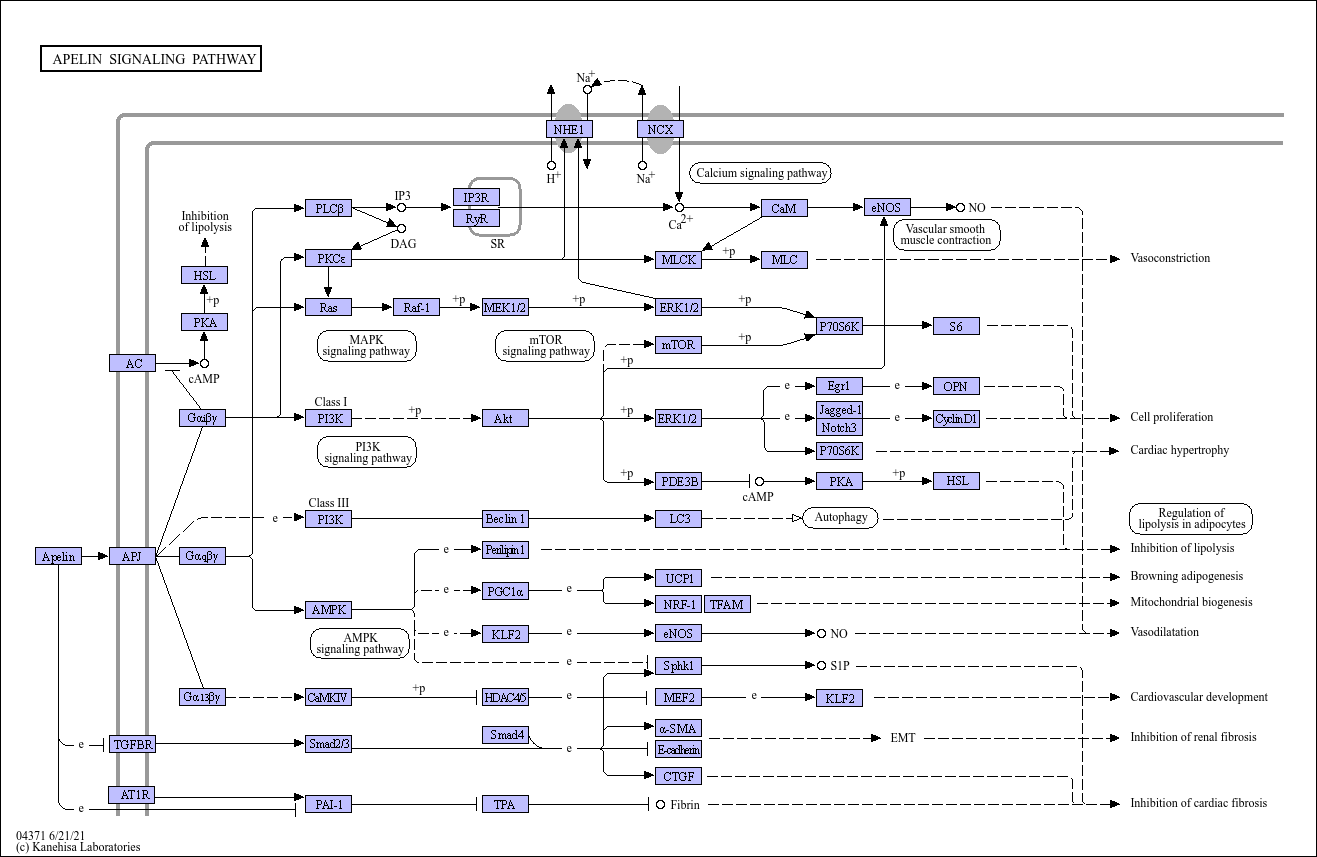 APELIN SIGNALING PATHWAY
Na+
NHE1
NCX
H+
Na+
Calcium signaling pathway
Inhibition
of lipolysis
PLCβ
IP3
IP3R
RyR
SR
DAG
Ca2+
CaM
eNOS
NO
Vascular smooth
muscle contraction
HSL
+p
PKA
PKCε
MLCK
+p
MLC
Vasoconstriction
Ras
Raf-1
+p
MEK1/2
+p
ERK1/2
+p
P70S6K
S6
MAPK
signaling pathway
mTOR
signaling pathway
mTOR
+p
+p
AC
cAMP
Class I
Gαiβγ
PI3K
+p
Akt
+p
ERK1/2
e
Egr1
e
OPN
e
Jagged-1
Notch3
e
CyclinD1
Cell proliferation
P70S6K
Cardiac hypertrophy
PI3K
signaling pathway
+p
PDE3B
cAMP
PKA
+p
HSL
Class III
e
PI3K
Beclin 1
LC3
Autophagy
Regulation of
lipolysis in adipocytes
Apelin
APJ
Gαqβγ
e
Perilipin1
Inhibition of lipolysis
e
PGC1α
e
UCP1
Browning adipogenesis
NRF-1
TFAM
Mitochondrial biogenesis
AMPK
AMPK
signaling pathway
e
KLF2
e
eNOS
NO
Vasodilatation
e
Sphk1
S1P
Gα13βγ
CaMKIV
+p
HDAC4/5
e
MEF2
e
KLF2
Cardiovascular development
e
TGFBR
Smad2/3
Smad4
e
α-SMA
E-cadherin
EMT
Inhibition of renal fibrosis
CTGF
AT1R
e
PAI-1
TPA
Fibrin
Inhibition of cardiac fibrosis
04371 6/21/21
(c) Kanehisa Laboratories